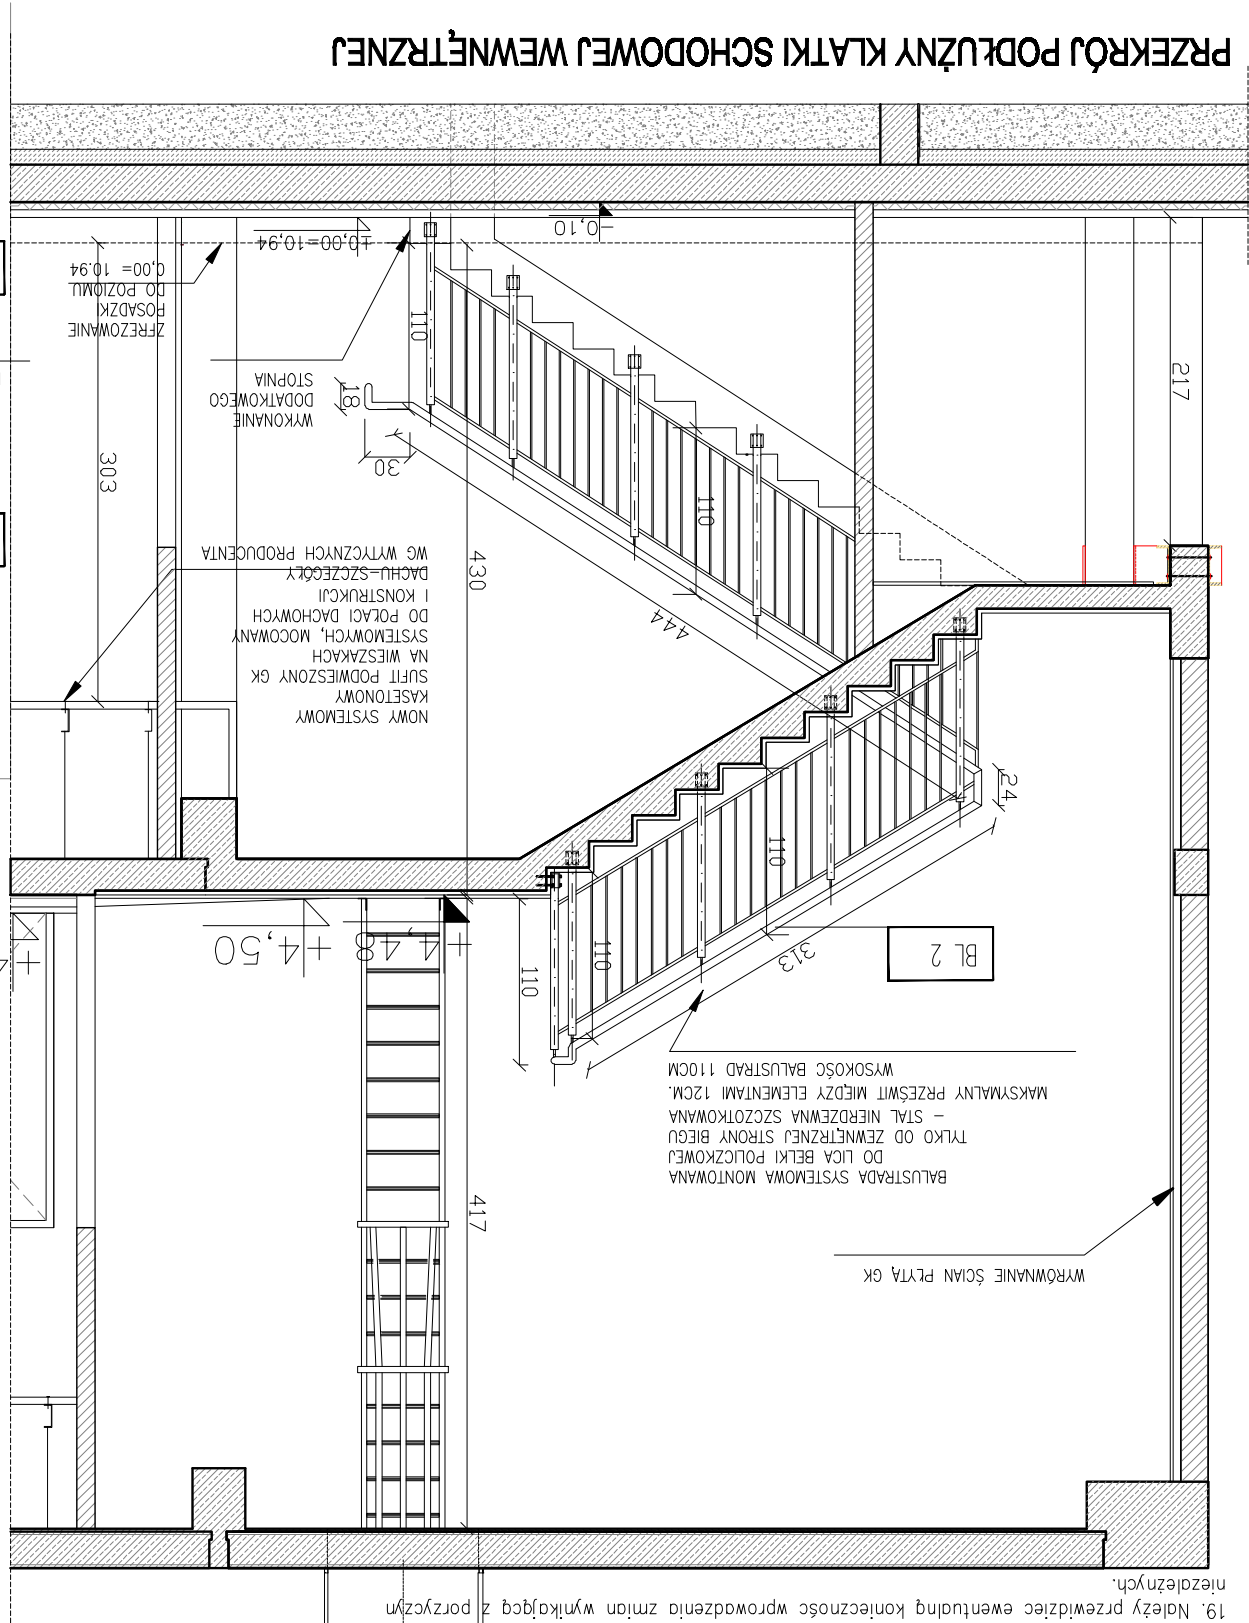 19. Należy przewidzieć ewentualną konieczność wprowadzenia zmian wynikającą z porzyczyn
niezależnych.
WYRÓWNANIE ŚCIAN PŁYTĄ GK
417
BALUSTRADA SYSTEMOWA MONTOWANA
DO LICA BELKI POLICZKOWEJ
TYLKO OD ZEWNĘTRZNEJ STRONY BIEGU
– STAL NIERDZEWNA SZCZOTKOWANA
MAKSYMALNY PRZEŚWIT MIĘDZY ELEMENTAMI 12CM.
WYSOKOŚĆ BALUSTRAD 110CM
BL 2
313
110
110
110
+4,48
+4,50
+4
24
NOWY SYSTEMOWY
KASETONOWY
SUFIT PODWIESZONY GK
NA WIESZAKACH
SYSTEMOWYCH, MOCOWANY
DO POŁACI DACHOWYCH
I KONSTRUKCJI
DACHU–SZCZEGÓŁY
WG WYTYCZNYCH PRODUCENTA
444
430
110
303
30
18
WYKONANIE
DODATKOWEGO
STOPNIA
217
110
ZFREZOWANIE
POSADZKI
DO POZIOMU
0,00= 10.94
±0,00=10,94
–0,10
PRZEKRÓJ PODŁUŻNY KLATKI SCHODOWEJ WEWNĘTRZNEJ